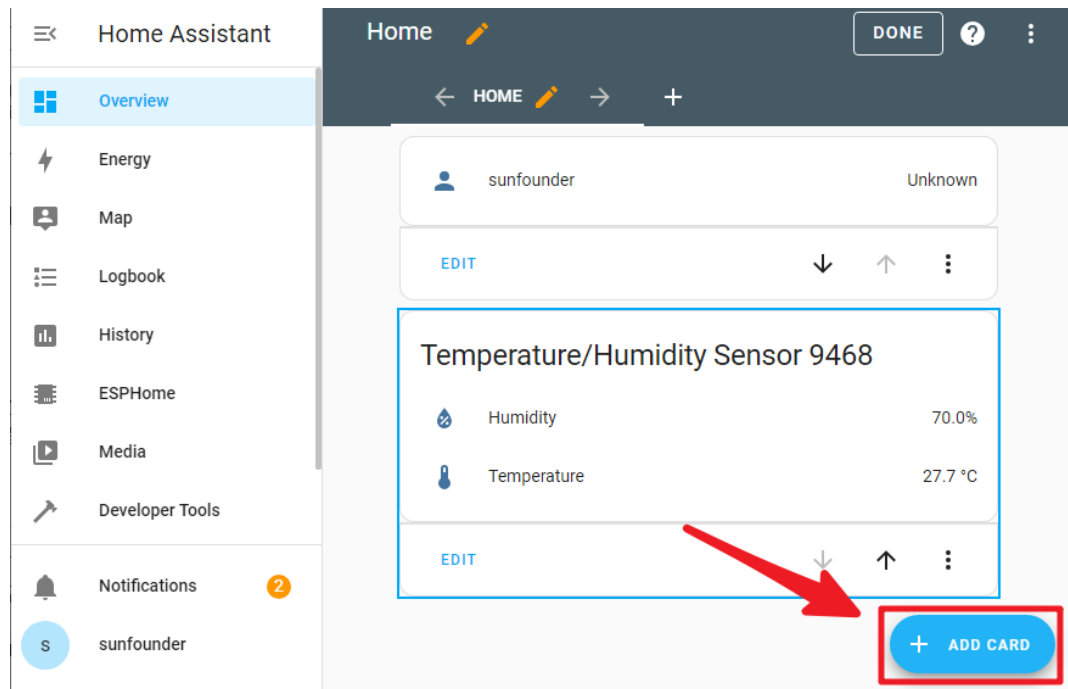 Home Assistant
Overview
Energy
Map
Logbook
History
ESPHome
Media
Developer Tools
Notifications 2
S sunfounder
Home DONE
HOME
sunfounder Unknown
EDIT
Temperature/Humidity Sensor 9468
Humidity 70.0%
Temperature 27.7 °C
EDIT
+ ADD CARD